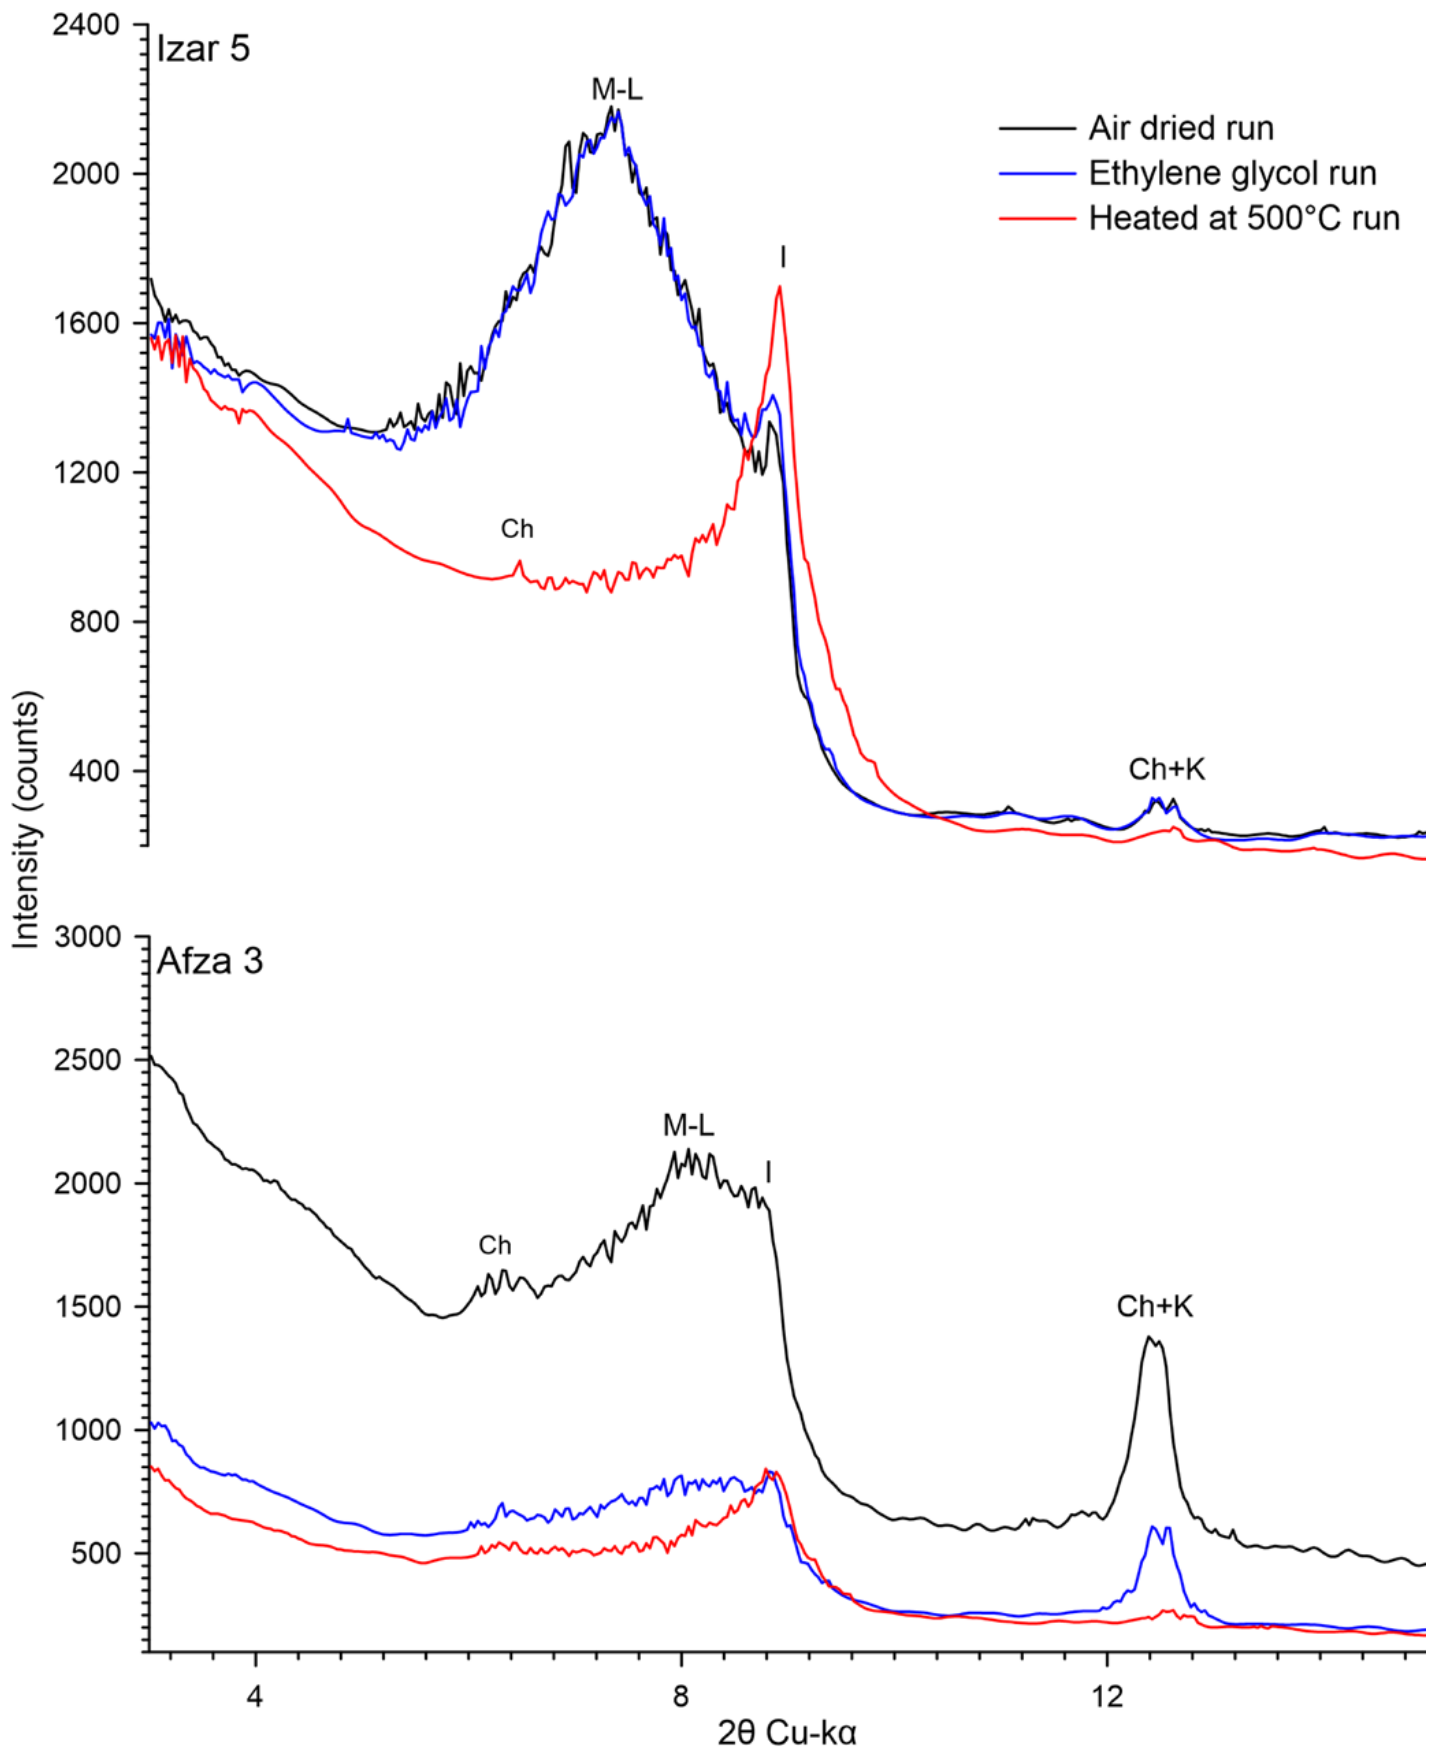 2400
Izar 5
M-L
Air dried run
2000
Ethylene glycol run
Heated at 500°C run
I
1600
1200
Ch
800
400
Ch+K
Intensity (counts)
3000
Afza 3
2500
M-L
2000
I
Ch
1500
Ch+K
1000
500
4
8
12
2θ Cu-kα